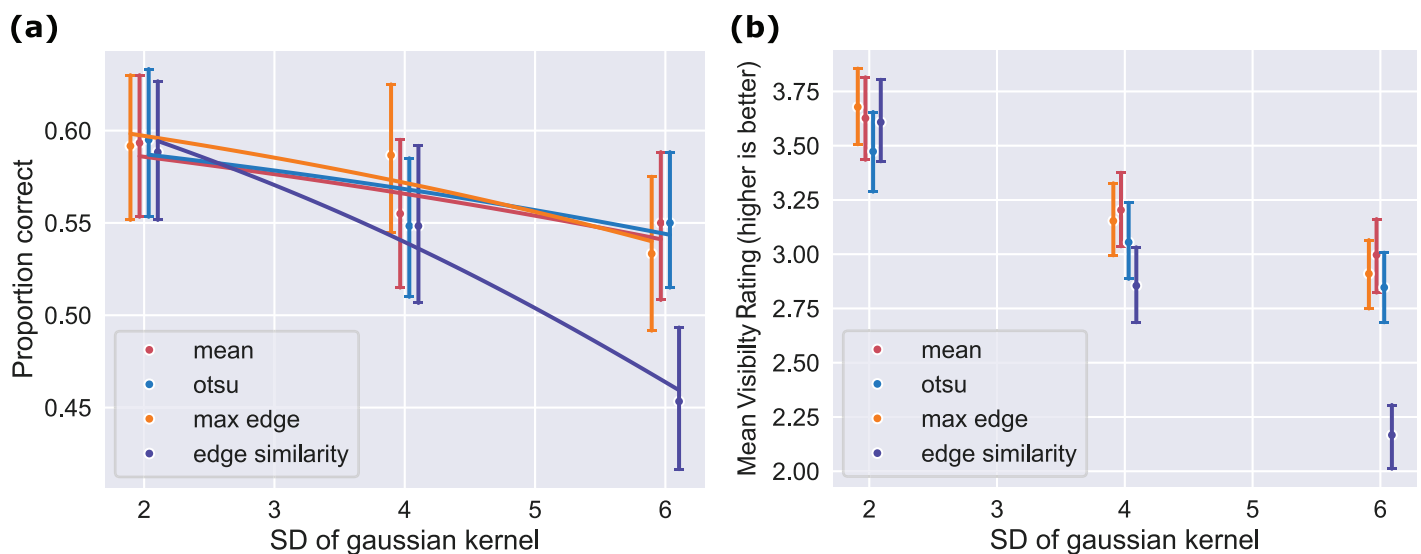 (a)
Proportion correct
0.60
0.55
0.50
0.45
mean
otsu
max edge
edge similarity
2 3 4 5 6
SD of gaussian kernel
(b)
Mean Visibilty Rating (higher is better)
3.75
3.50
3.25
3.00
2.75
2.50
2.25
2.00
mean
otsu
max edge
edge similarity
2 3 4 5 6
SD of gaussian kernel